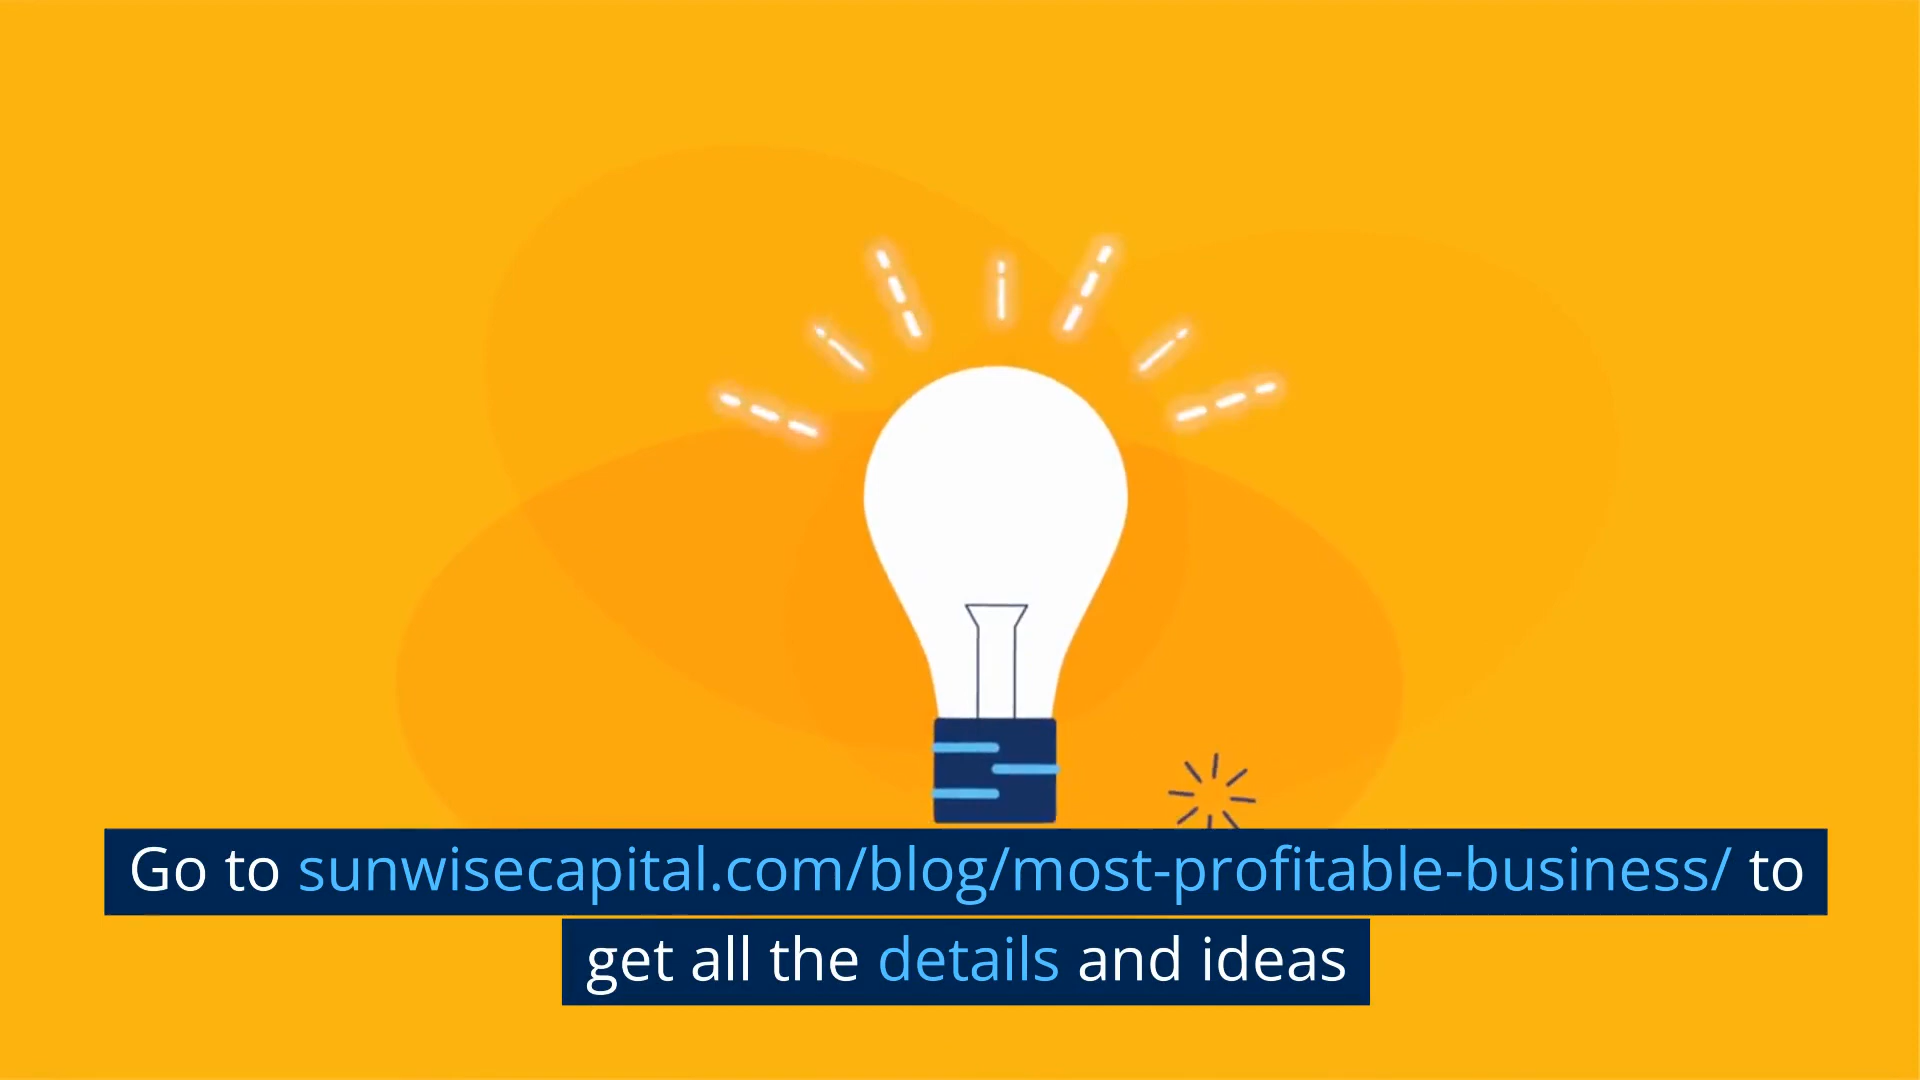 Go to sunwisecapital.com/blog/most-profitable-business/ to
get all the details and ideas